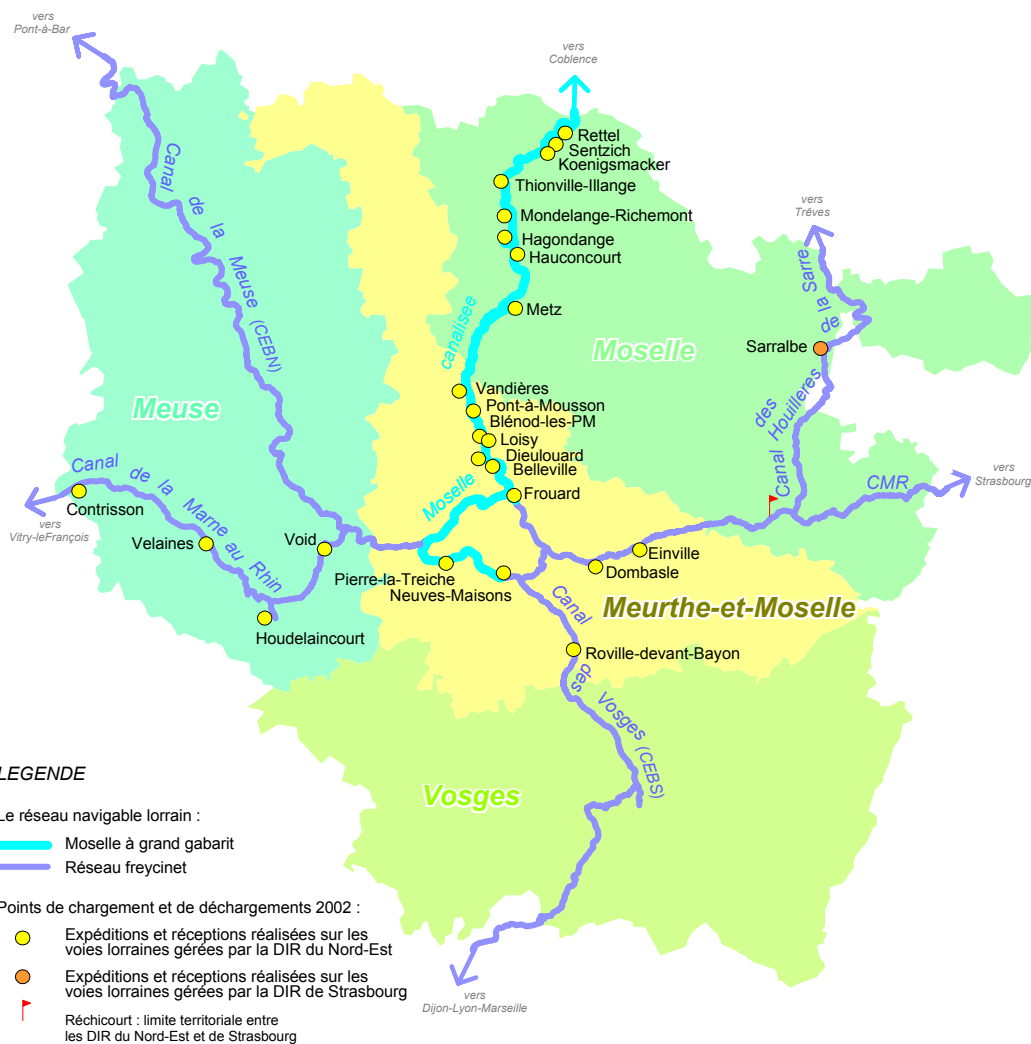 vers
Pont-à-Bar
vers
Coblence
Rettel
Sentzich
Koenigsmacker
Thionville-Illange
Mondelange-Richemont
Hagondange
Hauconcourt
Metz
vers
Trêves
Canal de la Meuse (CEBN)
canalisee
Moselle
Sarralbe
Canal des Houilleres de la Sarre
Meuse
Vandières
Pont-à-Mousson
Blénod-les-PM
Loisy
Dieulouard
Belleville
Canal de la Marne au Rhin
Contrisson
vers
Vitry-leFrançois
Moselle
Frouard
CMR
vers
Strasbourg
Velaines
Void
Einville
Dombasle
Pierre-la-Treiche
Neuves-Maisons
Houdelaincourt
Meurthe-et-Moselle
Canal des Vosges (CEBS)
Roville-devant-Bayon
Vosges
LEGENDE
Le réseau navigable lorrain :
Moselle à grand gabarit
Réseau freycinet
Points de chargement et de déchargements 2002 :
Expéditions et réceptions réalisées sur les
voies lorraines gérées par la DIR du Nord-Est
Expéditions et réceptions réalisées sur les
voies lorraines gérées par la DIR de Strasbourg
Réchicourt : limite territoriale entre
les DIR du Nord-Est et de Strasbourg
vers
Dijon-Lyon-Marseille